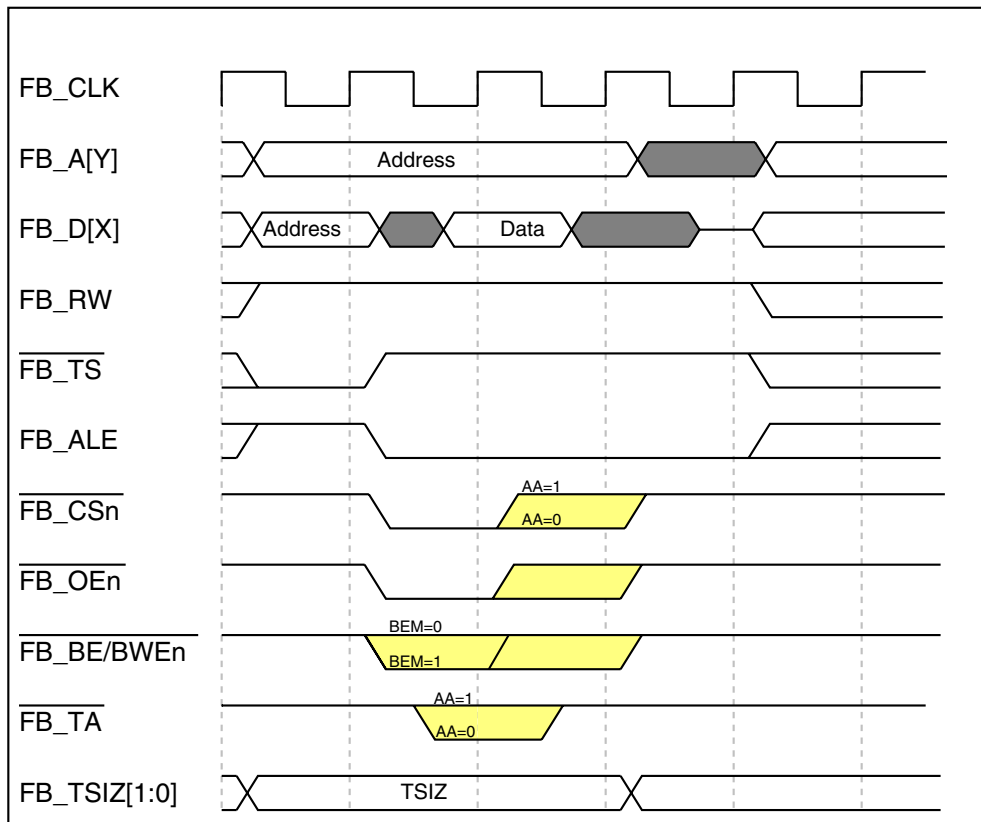 FB_CLK
FB_A[Y] Address
FB_D[X] Address Data
FB_RW
FB_TS
FB_ALE
FB_CSn AA=1
AA=0
FB_OEn
FB_BE/BWEn BEM=0
BEM=1
FB_TA AA=1
AA=0
FB_TSIZ[1:0] TSIZ